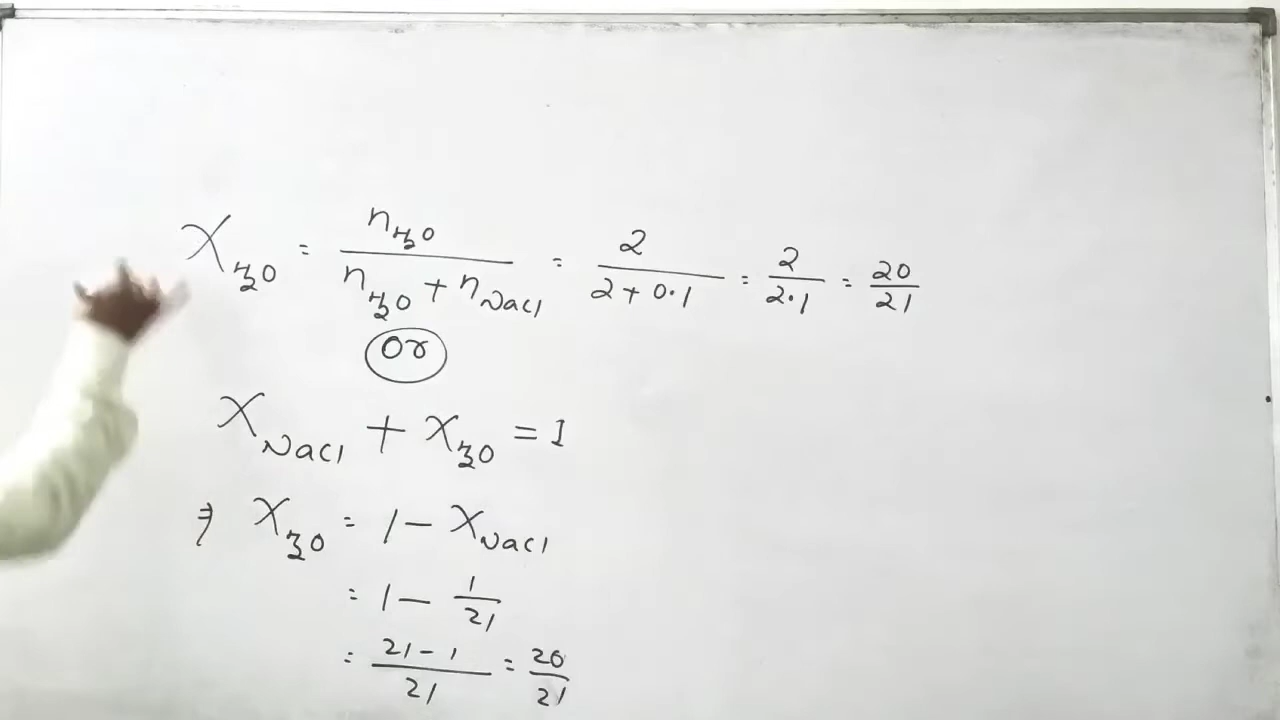 X_H₂O = n_H₂O / (n_H₂O + n_NaCl) = 2 / (2 + 0.1) = 2 / 2.1 = 20 / 21
Or
X_NaCl + X_H₂O = 1
⇒ X_H₂O = 1 - X_NaCl
= 1 - 1 / 21
= (21 - 1) / 21 = 20 / 21